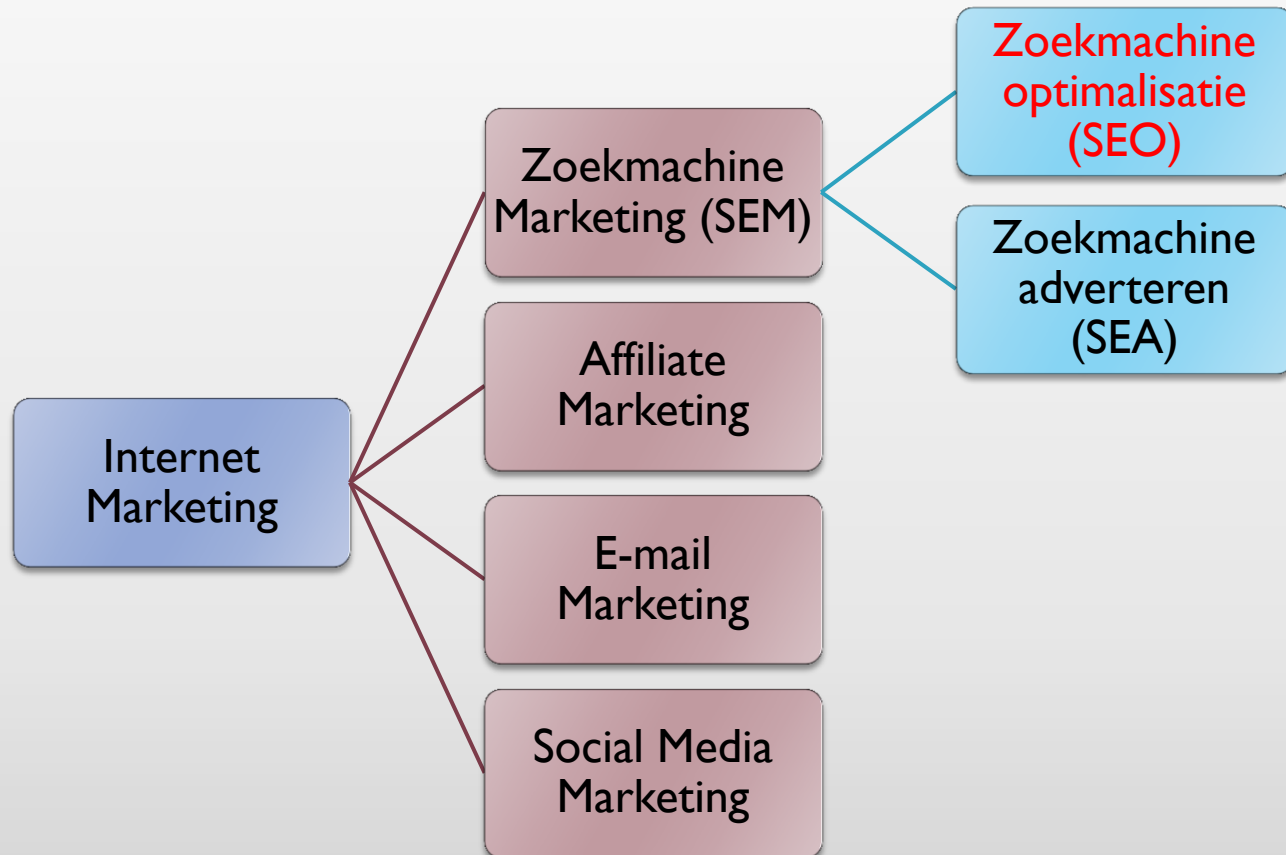 Zoekmachine
optimalisatie
(SEO)
Zoekmachine
Marketing (SEM)
Zoekmachine
adverteren
(SEA)
Affiliate
Marketing
Internet
Marketing
E-mail
Marketing
Social Media
Marketing